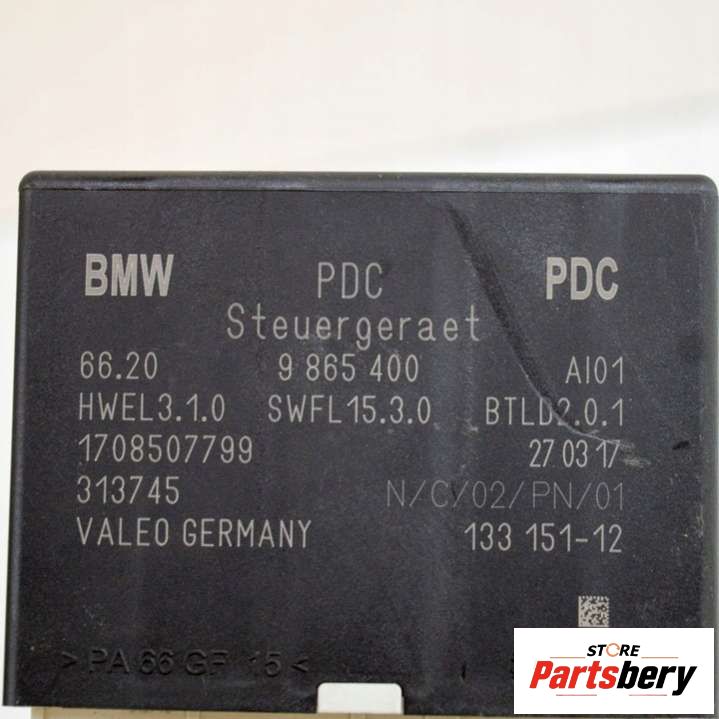 BMW PDC PDC
Steuergeraet
66.20 9 865 400 AI01
HWEL3.1.0 SWFL15.3.0 BTLD2.0.1
1708507799 27 03 17
313745 N/C/02/PN/01
VALEO GERMANY 133 151-12
>PA 66 GF 15<
STORE
Partsbery